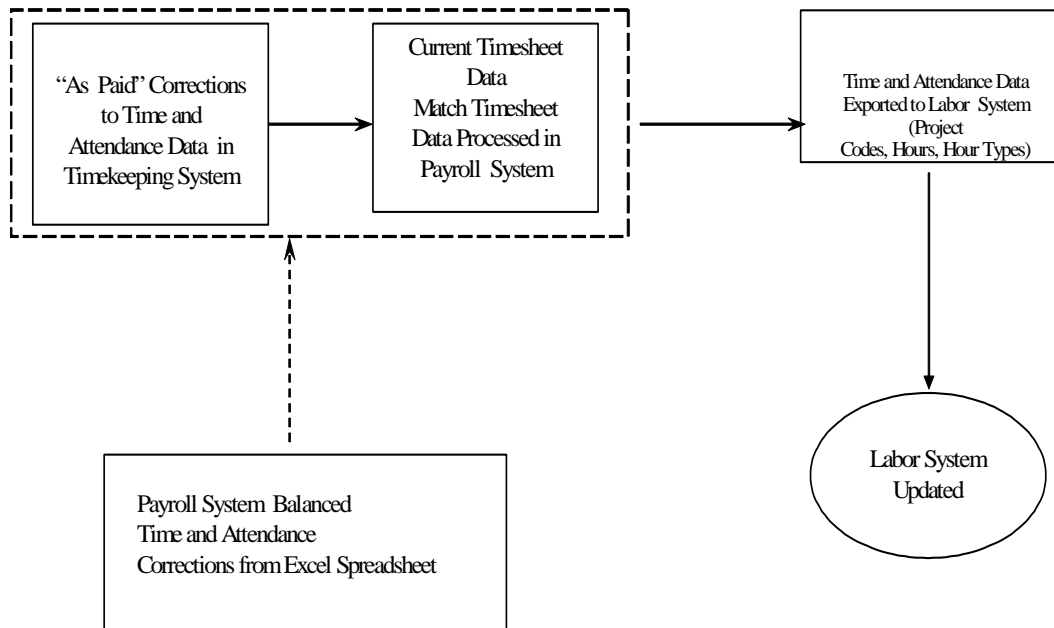 “As Paid” Corrections
to Time and
Attendance Data in
Timekeeping System
Current Timesheet
Data
Match Timesheet
Data Processed in
Payroll System
Time and Attendance Data
Exported to Labor System
(Project
Codes, Hours, Hour Types)
Labor System
Updated
Payroll System Balanced
Time and Attendance
Corrections from Excel Spreadsheet